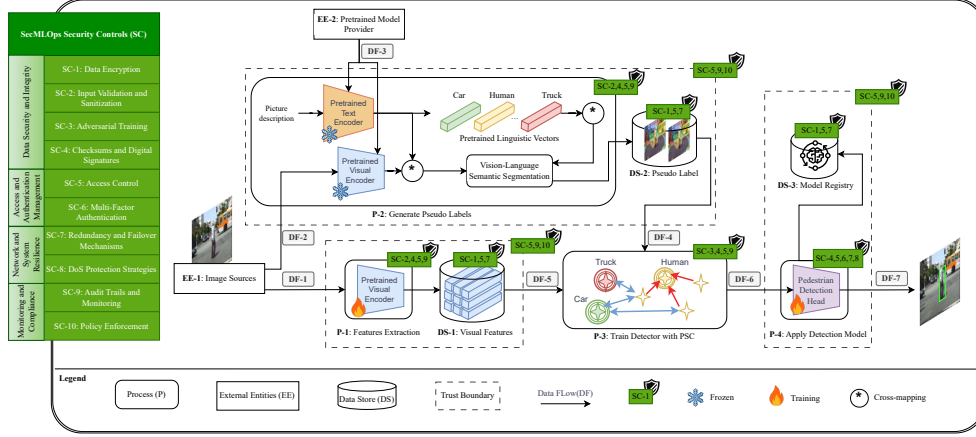 SecMLOps Security Controls (SC)
Data Security and Integrity
SC-1: Data Encryption
SC-2: Input Validation and
Sanitization
SC-3: Adversarial Training
SC-4: Checksums and Digital
Signatures
Access and
Authentication
Management
SC-5: Access Control
SC-6: Multi-Factor
Authentication
Network and
System
Resilience
SC-7: Redundancy and Failover
Mechanisms
SC-8: DoS Protection Strategies
Monitoring and
Compliance
SC-9: Audit Trails and
Monitoring
SC-10: Policy Enforcement
EE-2: Pretrained Model
Provider
DF-3
SC-5,9,10
SC-2,4,5,9
Picture
description
Pretrained
Text
Encoder
Car
Human
Truck
...
*
Pretrained Linguistic Vectors
Pretrained
Visual
Encoder
*
Vision-Language
Semantic Segmentation
P-2: Generate Pseudo Labels
SC-1,5,7
DS-2: Pseudo Label
SC-5,9,10
SC-1,5,7
DS-3: Model Registry
EE-1: Image Sources
DF-2
DF-1
SC-2,4,5,9
Pretrained
Visual
Encoder
P-1: Features Extraction
SC-5,9,10
SC-1,5,7
DS-1: Visual Features
DF-5
DF-4
SC-3,4,5,9
Truck
Human
Car
P-3: Train Detector with PSC
DF-6
SC-4,5,6,7,8
Pedestrian
Detection
Head
P-4: Apply Detection Model
DF-7
Legend
Process (P)
External Entities (EE)
Data Store (DS)
Trust Boundary
Data FLow(DF)
SC-1
Frozen
Training
*
Cross-mapping